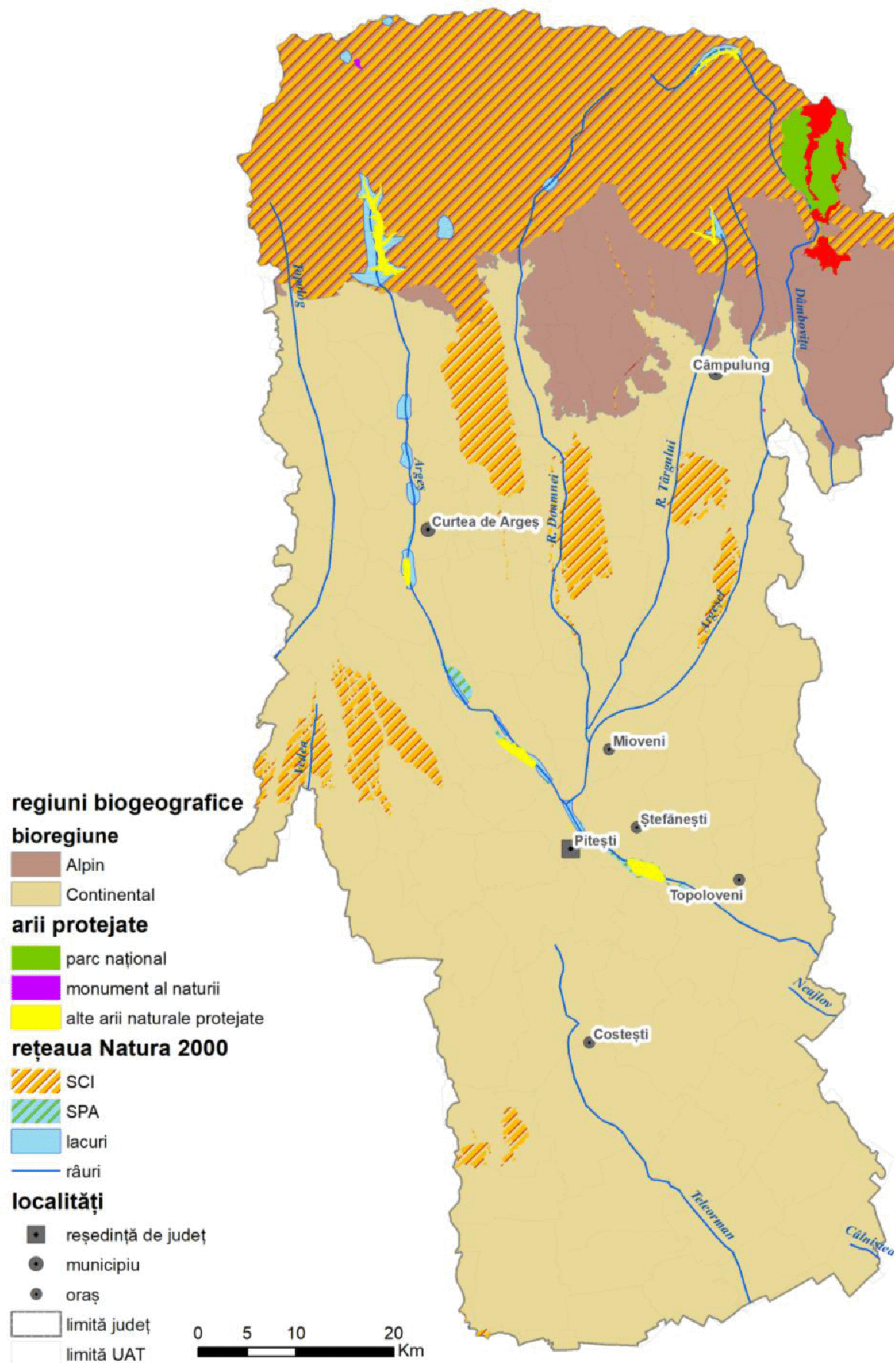 Topolog
Dâmbovița
Câmpulung
Argeș
R. Doamnei
R. Târgului
Curtea de Argeș
Argeșel
Vedea
Mioveni
Ștefănești
Pitești
Topoloveni
Neajlov
Costești
Teleorman
Câlniștea
regiuni biogeografice
bioregiune
Alpin
Continental
arii protejate
parc național
monument al naturii
alte arii naturale protejate
rețeaua Natura 2000
SCI
SPA
lacuri
râuri
localități
reședință de județ
municipiu
oraș
limită județ
limită UAT
0 5 10 20
Km